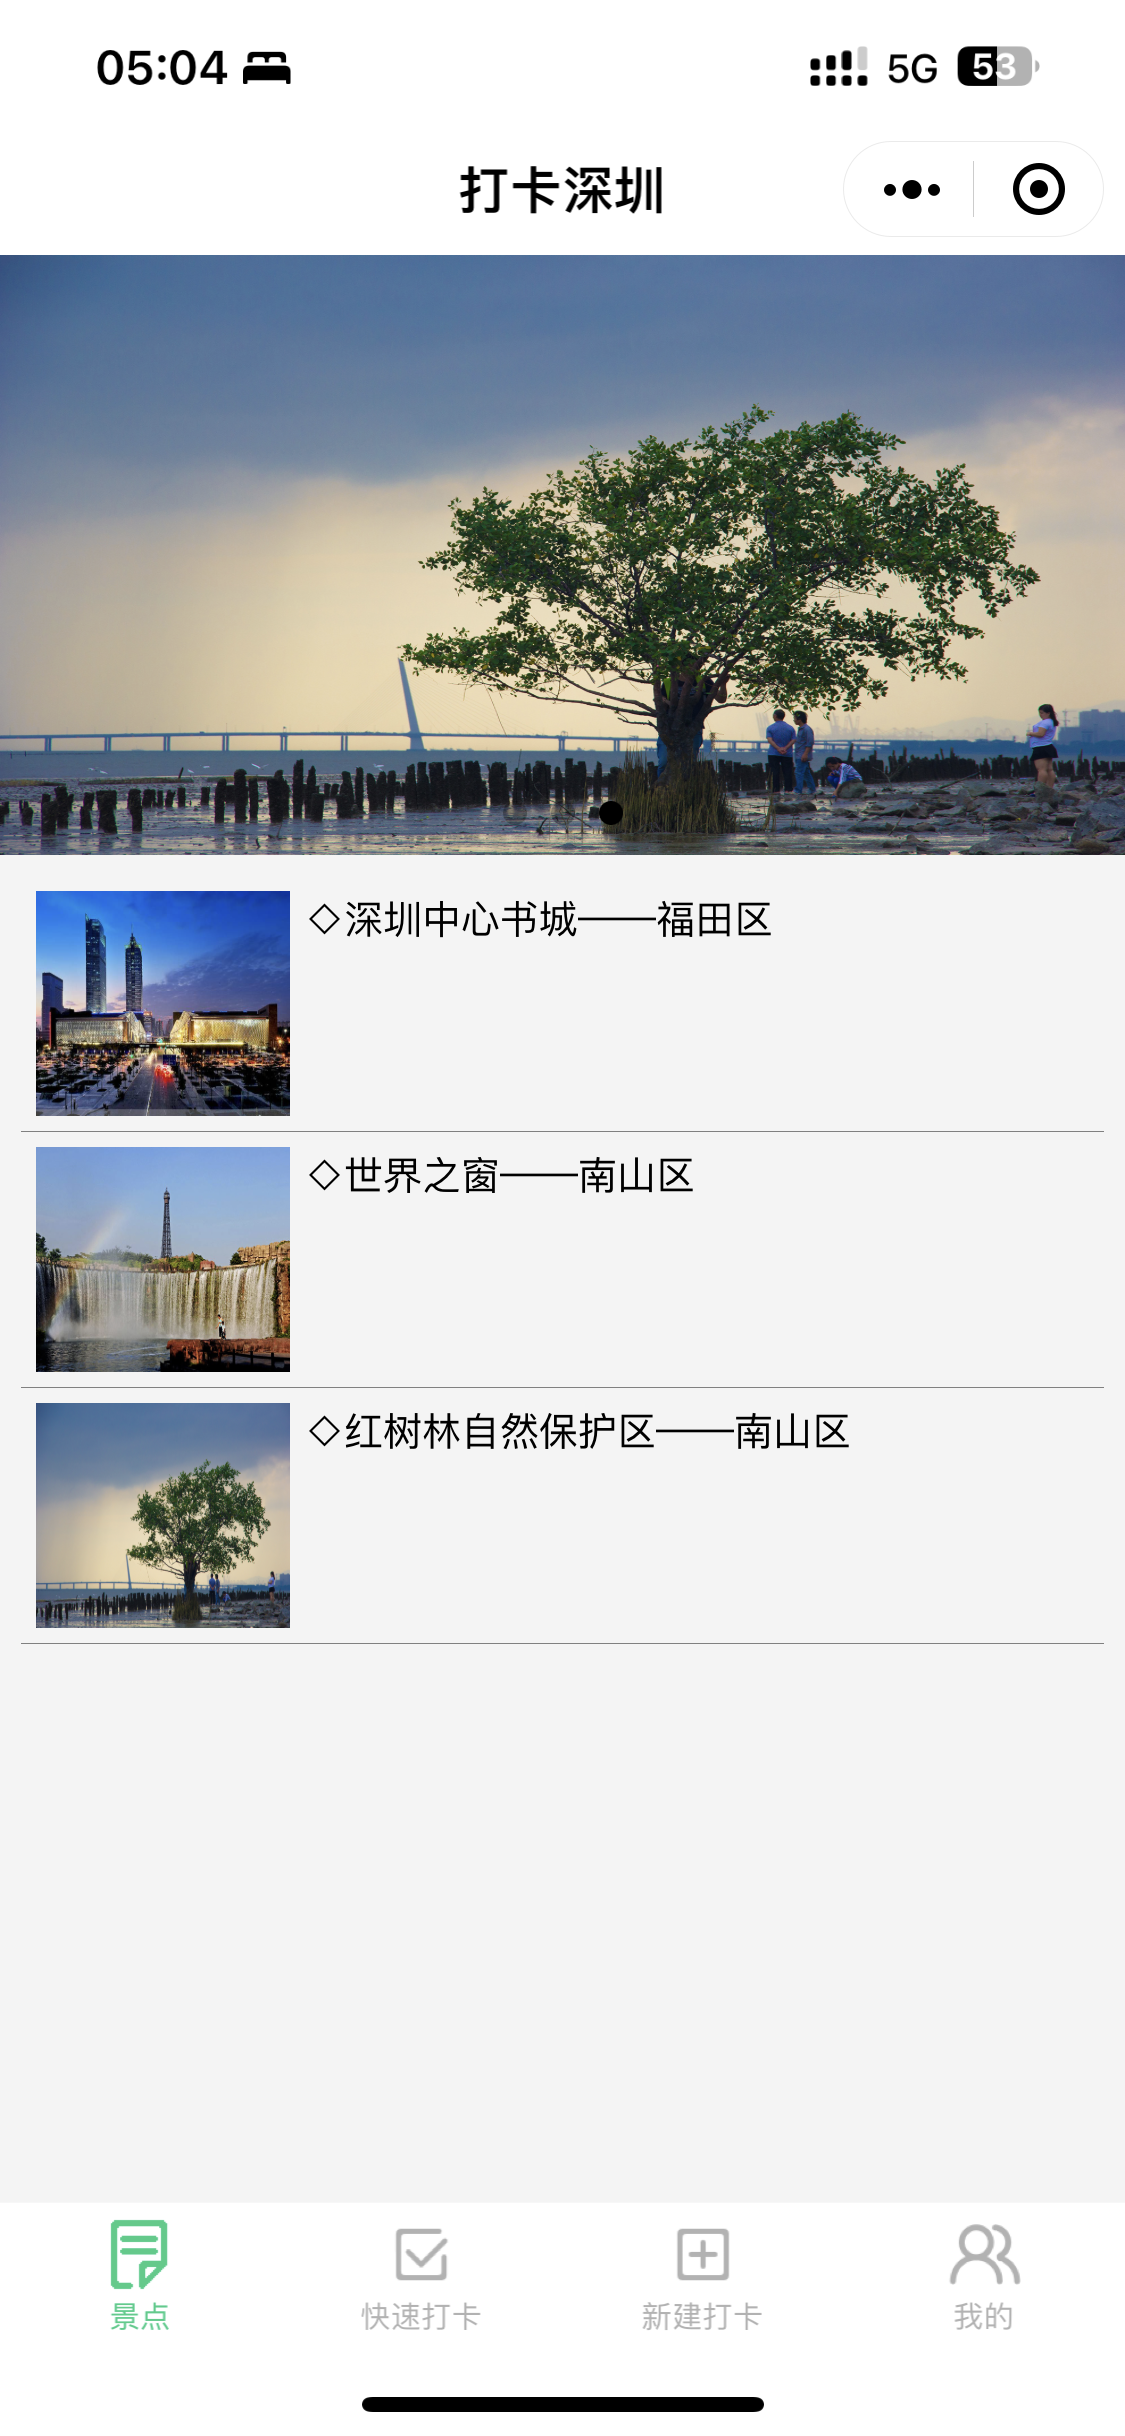 05:04
5G
53
打卡深圳
◇深圳中心书城——福田区
◇世界之窗——南山区
◇红树林自然保护区——南山区
景点
快速打卡
新建打卡
我的